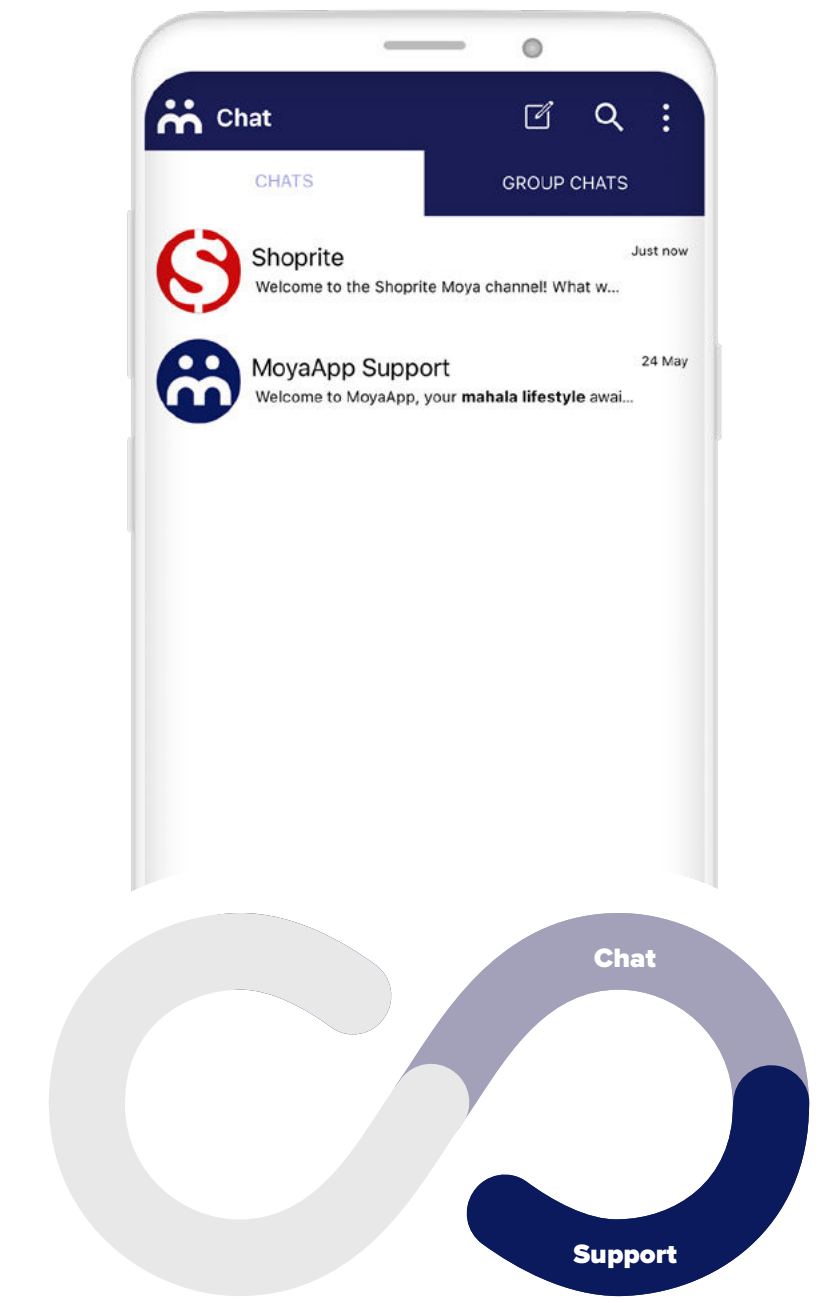 Chat
CHATS
GROUP CHATS
Shoprite
Just now
Welcome to the Shoprite Moya channel! What w...
MoyaApp Support
24 May
Welcome to MoyaApp, your mahala lifestyle awai...
Chat
Support